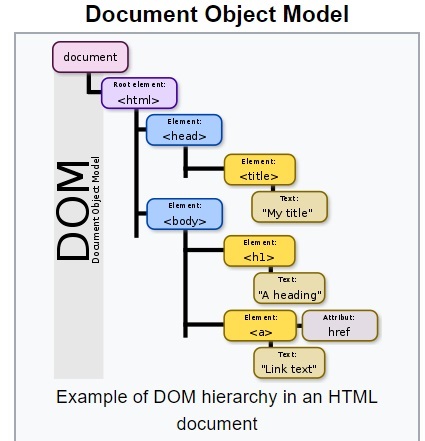 Document Object Model
document
Root element:
<html>
Element:
<head>
Element:
<title>
Text:
"My title"
Element:
<body>
Element:
<h1>
Text:
"A heading"
Element:
<a>
Attribut:
href
Text:
"Link text"
DOM
Document Object Model
Example of DOM hierarchy in an HTML
document